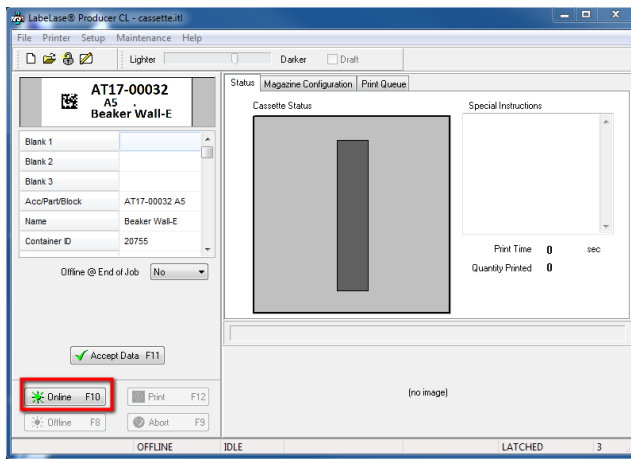 LabeLase® Producer CL - cassette.itl
File Printer Setup Maintenance Help
Lighter Darker Draft
AT17-00032
A5 .
Beaker Wall-E
Blank 1
Blank 2
Blank 3
Acc/Part/Block AT17-00032 A5
Name Beaker Wall-E
Container ID 20755
Offline @ End of Job No
Accept Data F11
Online F10 Print F12
Offline F8 Abort F9
Status Magazine Configuration Print Queue
Cassette Status Special Instructions
Print Time 0 sec
Quantity Printed 0
(no image)
OFFLINE IDLE LATCHED 3